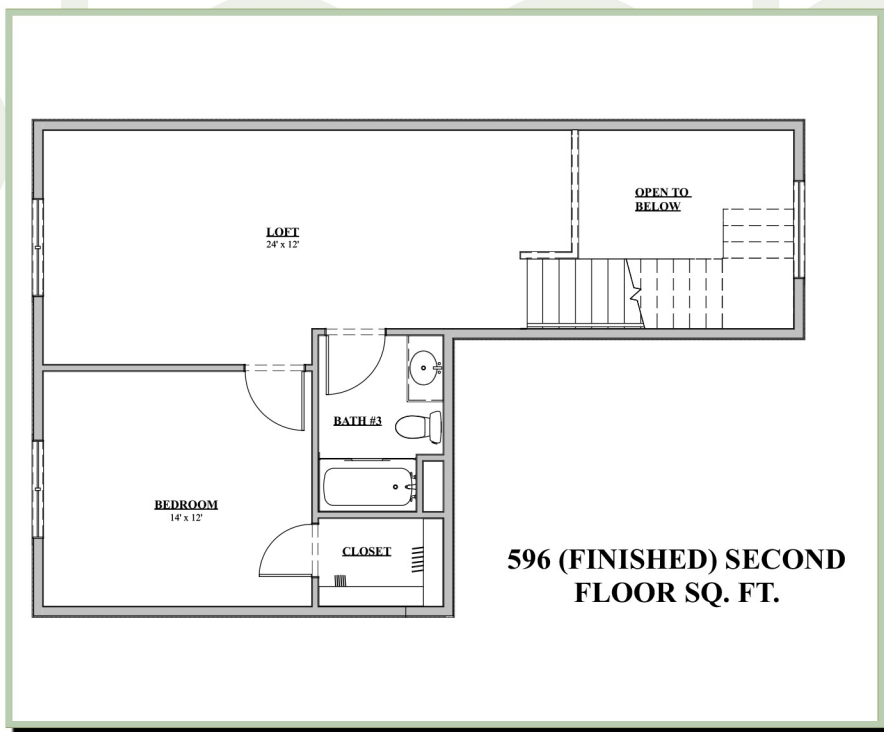 OPEN TO
BELOW
LOFT
24' x 12'
BATH #3
BEDROOM
14' x 12'
CLOSET
596 (FINISHED) SECOND
FLOOR SQ. FT.